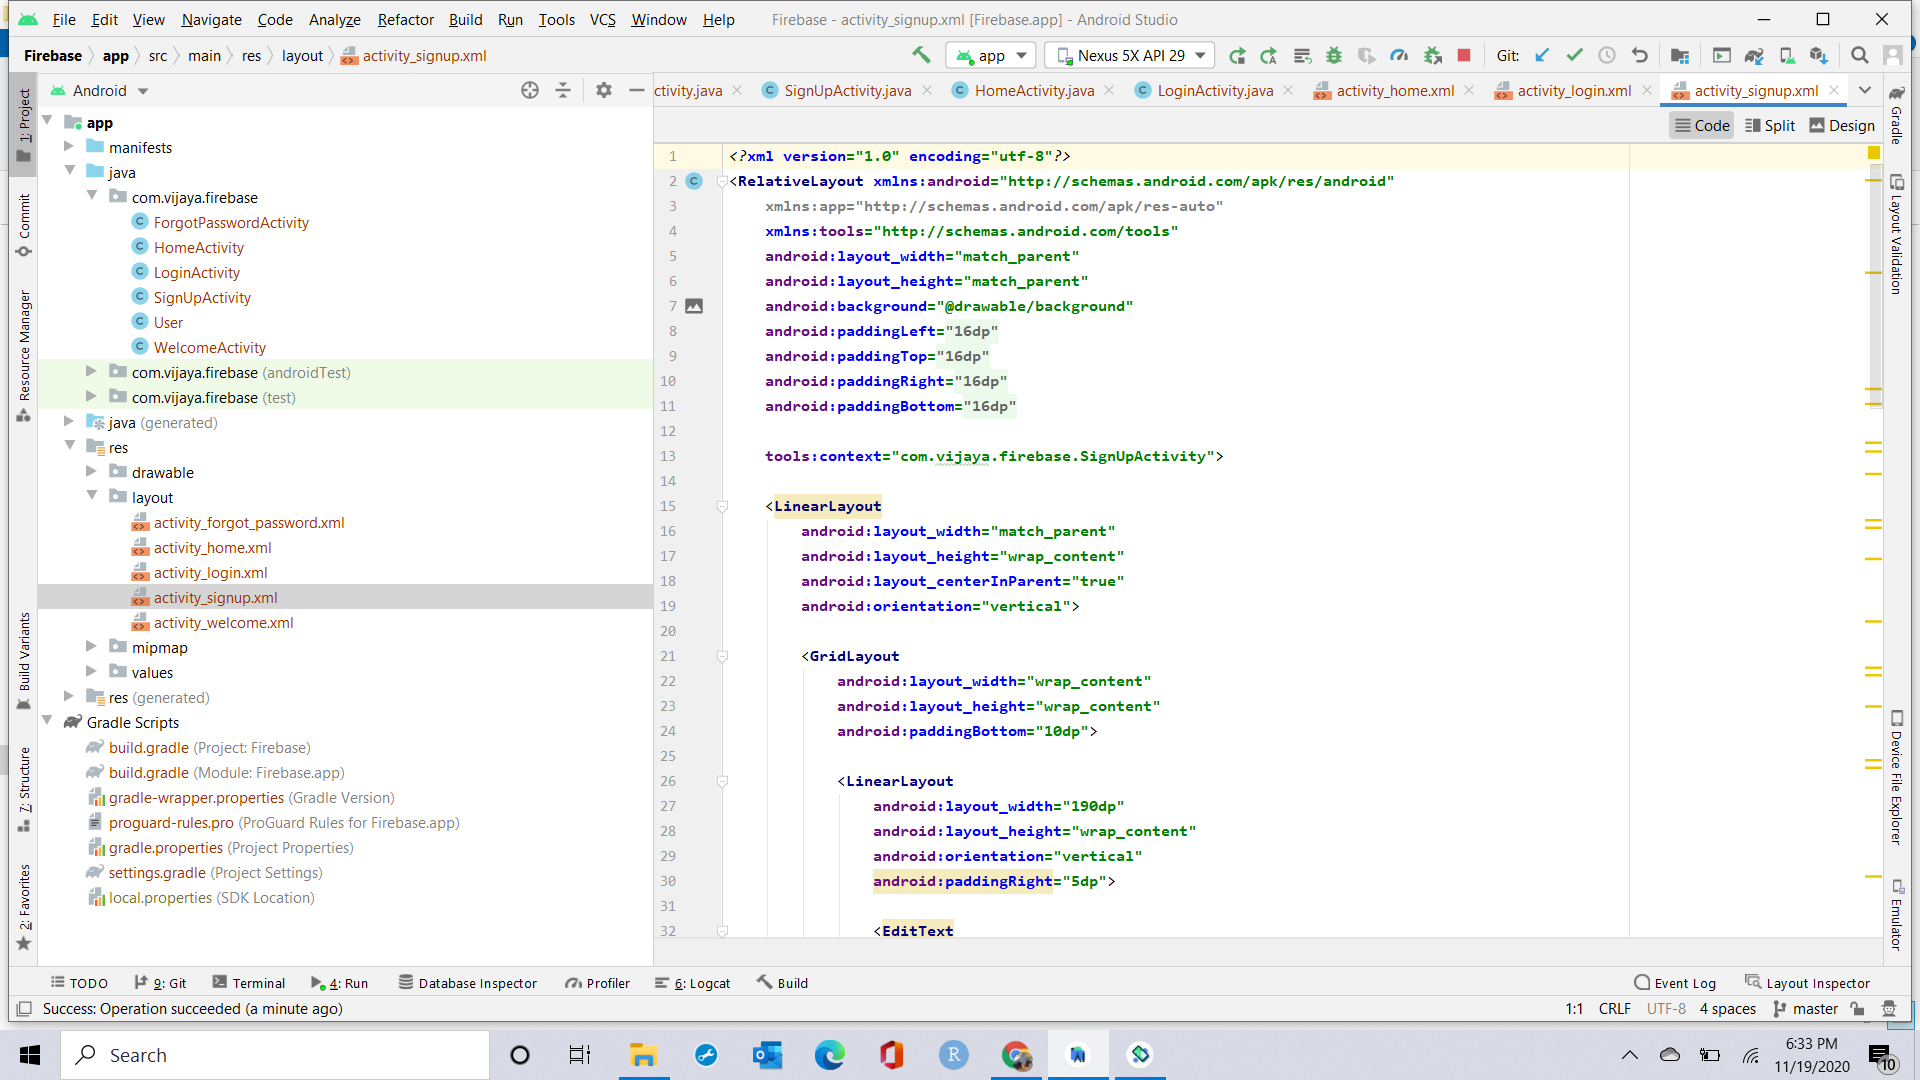 File Edit View Navigate Code Analyze Refactor Build Run Tools VCS Window Help Firebase - activity_signup.xml [Firebase.app] - Android Studio
Firebase app src main res layout activity_signup.xml app Nexus 5X API 29 Git:
Android
ctivity.java SignUpActivity.java HomeActivity.java LoginActivity.java activity_home.xml activity_login.xml activity_signup.xml
Code Split Design
1: Project
Commit
Resource Manager
Build Variants
7: Structure
2: Favorites
app
manifests
java
com.vijaya.firebase
ForgotPasswordActivity
HomeActivity
LoginActivity
SignUpActivity
User
WelcomeActivity
com.vijaya.firebase (androidTest)
com.vijaya.firebase (test)
java (generated)
res
drawable
layout
activity_forgot_password.xml
activity_home.xml
activity_login.xml
activity_signup.xml
activity_welcome.xml
mipmap
values
res (generated)
Gradle Scripts
build.gradle (Project: Firebase)
build.gradle (Module: Firebase.app)
gradle-wrapper.properties (Gradle Version)
proguard-rules.pro (ProGuard Rules for Firebase.app)
gradle.properties (Project Properties)
settings.gradle (Project Settings)
local.properties (SDK Location)
1 <?xml version="1.0" encoding="utf-8"?>
2 <RelativeLayout xmlns:android="http://schemas.android.com/apk/res/android"
3 xmlns:app="http://schemas.android.com/apk/res-auto"
4 xmlns:tools="http://schemas.android.com/tools"
5 android:layout_width="match_parent"
6 android:layout_height="match_parent"
7 android:background="@drawable/background"
8 android:paddingLeft="16dp"
9 android:paddingTop="16dp"
10 android:paddingRight="16dp"
11 android:paddingBottom="16dp"
12
13 tools:context="com.vijaya.firebase.SignUpActivity">
14
15 <LinearLayout
16 android:layout_width="match_parent"
17 android:layout_height="wrap_content"
18 android:layout_centerInParent="true"
19 android:orientation="vertical">
20
21 <GridLayout
22 android:layout_width="wrap_content"
23 android:layout_height="wrap_content"
24 android:paddingBottom="10dp">
25
26 <LinearLayout
27 android:layout_width="190dp"
28 android:layout_height="wrap_content"
29 android:orientation="vertical"
30 android:paddingRight="5dp">
31
32 <EditText
Gradle
Layout Validation
Device File Explorer
Emulator
TODO 9: Git Terminal 4: Run Database Inspector Profiler 6: Logcat Build Event Log Layout Inspector
Success: Operation succeeded (a minute ago) 1:1 CRLF UTF-8 4 spaces master
Search
R
6:33 PM
11/19/2020
10